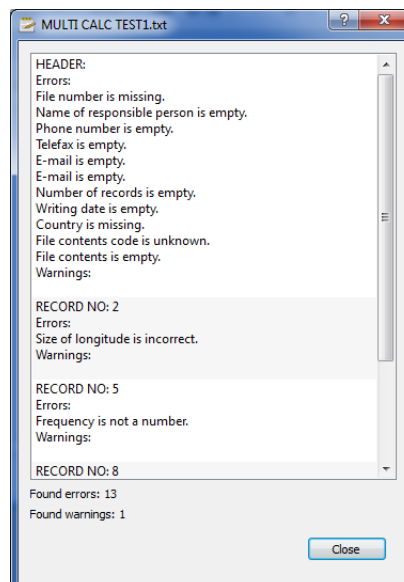 MULTI CALC TEST1.txt
HEADER:
Errors:
File number is missing.
Name of responsible person is empty.
Phone number is empty.
Telefax is empty.
E-mail is empty.
E-mail is empty.
Number of records is empty.
Writing date is empty.
Country is missing.
File contents code is unknown.
File contents is empty.
Warnings:
RECORD NO: 2
Errors:
Size of longitude is incorrect.
Warnings:
RECORD NO: 5
Errors:
Frequency is not a number.
Warnings:
RECORD NO: 8
Found errors: 13
Found warnings: 1
Close